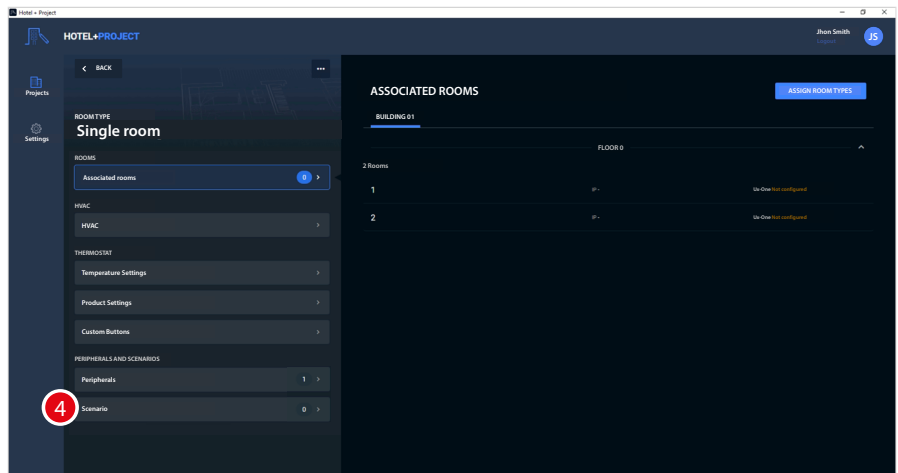 Hotel + Project
HOTEL+PROJECT
Jhon Smith
Logout
JS
Projects
Settings
BACK
ROOM TYPE
Single room
ROOMS
Associated rooms 0
HVAC
HVAC
THERMOSTAT
Temperature Settings
Product Settings
Custom Buttons
PERIPHERALS AND SCENARIOS
Peripherals 1
4 Scenario 0
ASSOCIATED ROOMS
ASSIGN ROOM TYPES
BUILDING 01
FLOOR 0
2 Rooms
1 IP - Ux-One Not configured
2 IP - Ux-One Not configured